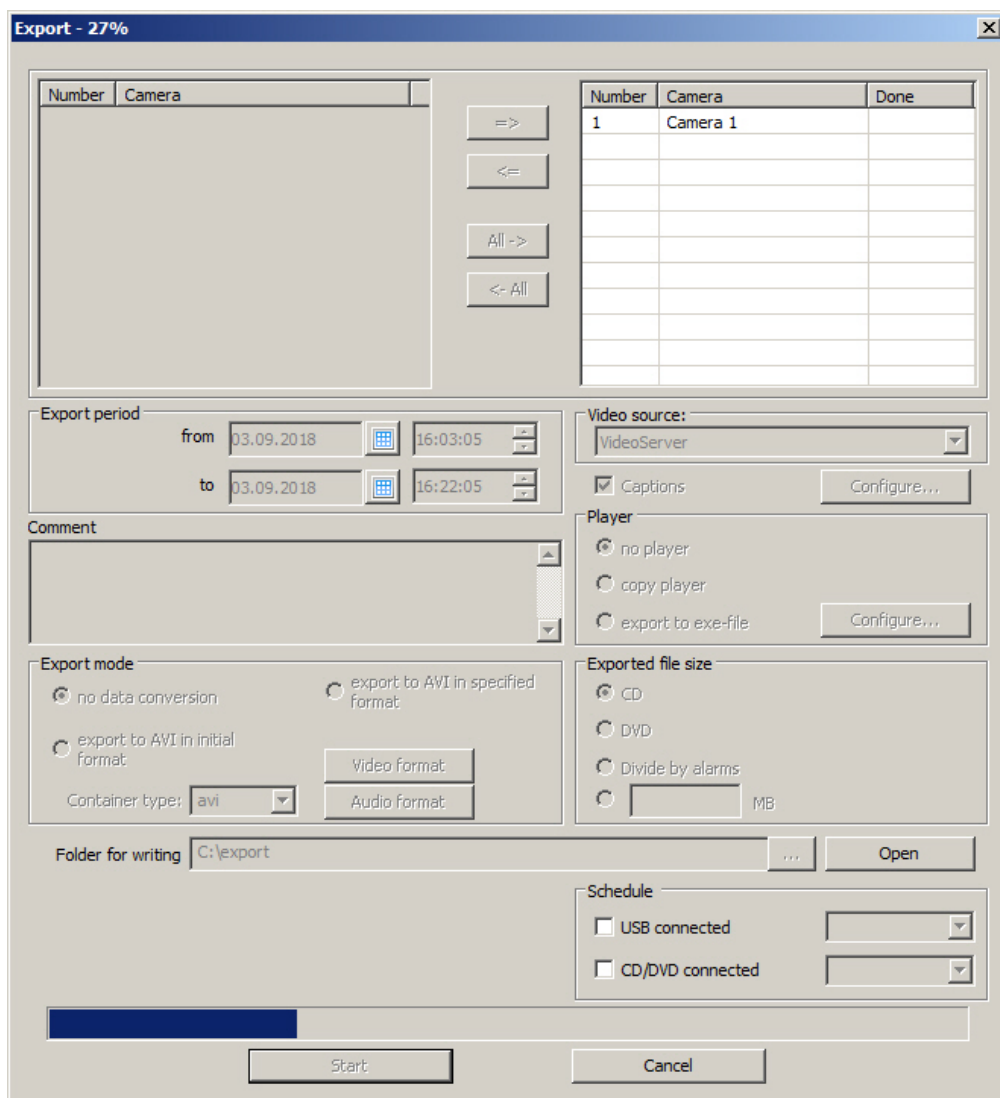 Export - 27%
Number Camera
Number Camera Done
1 Camera 1
=>
<=
All ->
<- All
Export period
from 03.09.2018 16:03:05
to 03.09.2018 16:22:05
Video source:
VideoServer
Captions Configure...
Comment
Player
no player
copy player
export to exe-file Configure...
Export mode
no data conversion
export to AVI in specified
format
export to AVI in initial
format
Video format
Container type: avi
Audio format
Exported file size
CD
DVD
Divide by alarms
MB
Folder for writing C:\export ... Open
Schedule
USB connected
CD/DVD connected
Start Cancel